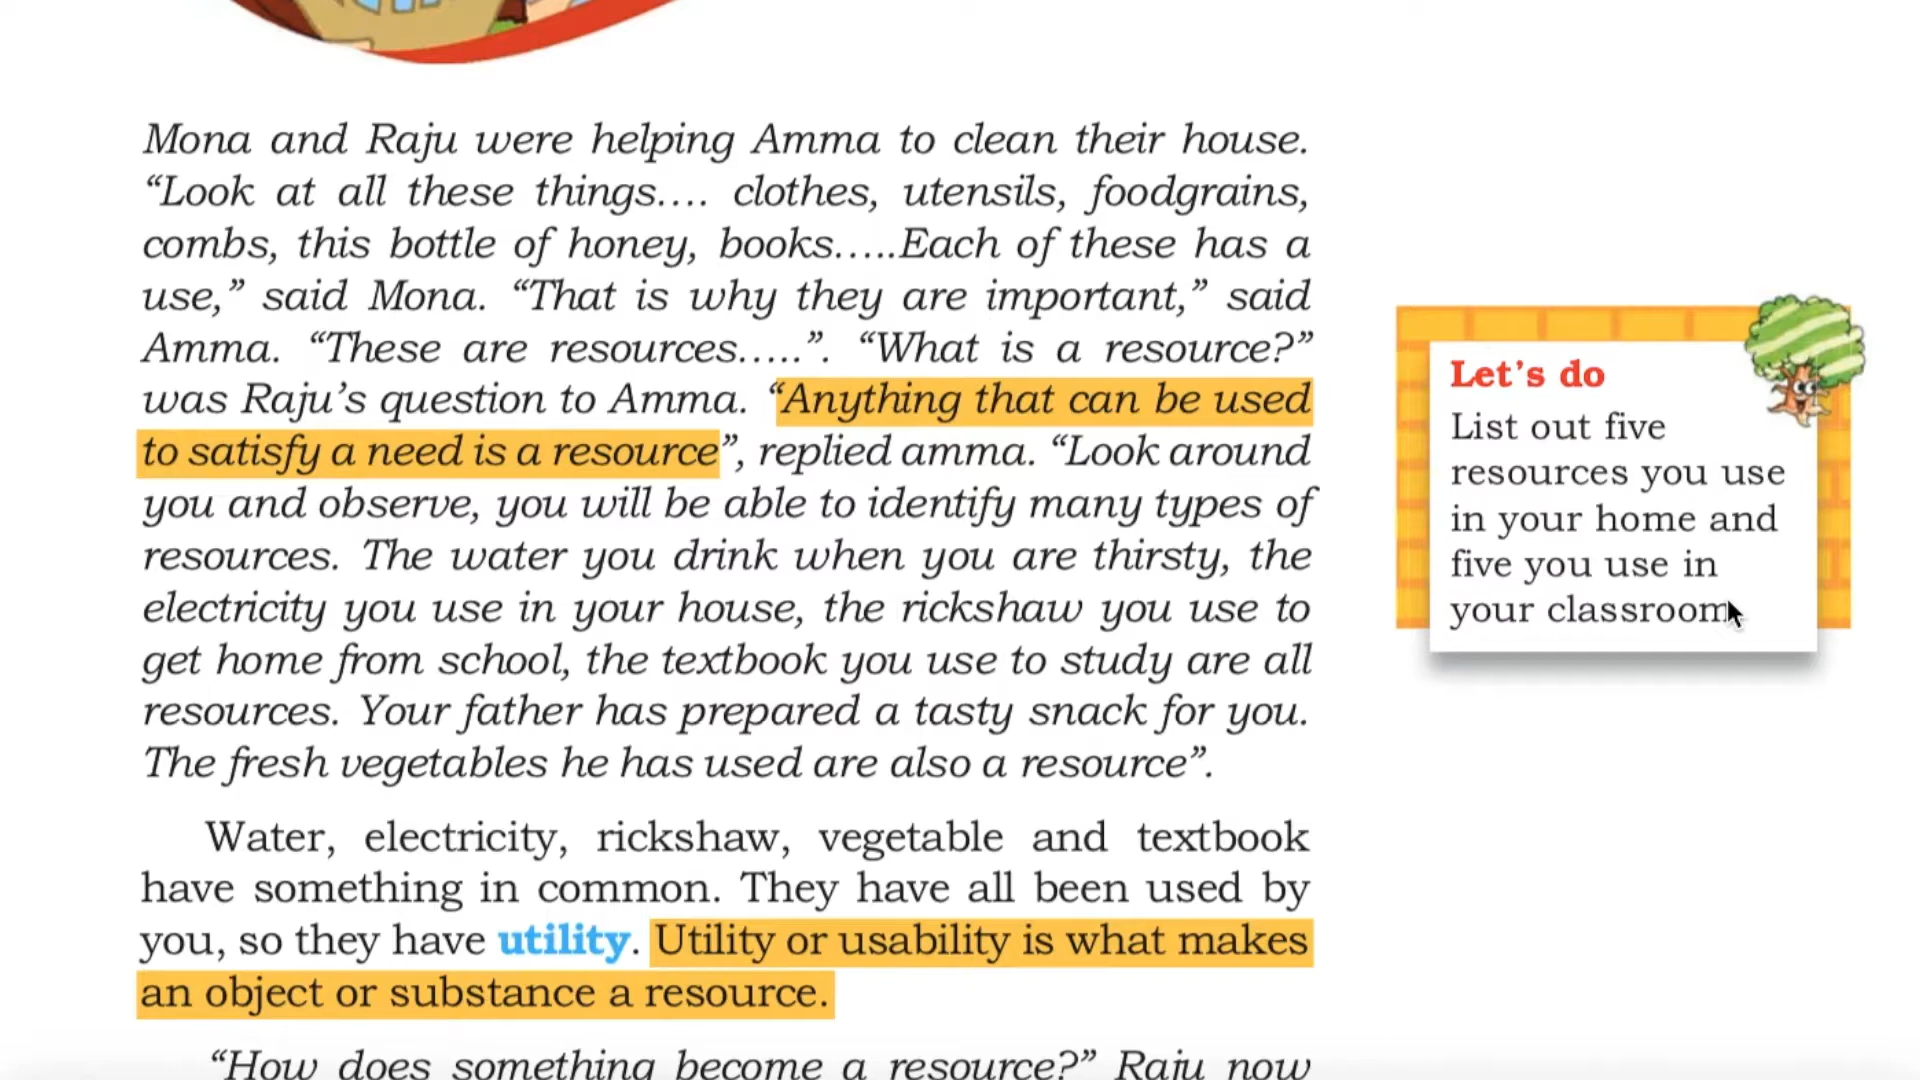 Mona and Raju were helping Amma to clean their house.
“Look at all these things.... clothes, utensils, foodgrains,
combs, this bottle of honey, books.....Each of these has a
use,” said Mona. “That is why they are important,” said
Amma. “These are resources.....”. “What is a resource?”
was Raju’s question to Amma. “Anything that can be used
to satisfy a need is a resource”, replied amma. “Look around
you and observe, you will be able to identify many types of
resources. The water you drink when you are thirsty, the
electricity you use in your house, the rickshaw you use to
get home from school, the textbook you use to study are all
resources. Your father has prepared a tasty snack for you.
The fresh vegetables he has used are also a resource”.
Water, electricity, rickshaw, vegetable and textbook
have something in common. They have all been used by
you, so they have utility. Utility or usability is what makes
an object or substance a resource.
“How does something become a resource?” Raju now
Let’s do
List out five
resources you use
in your home and
five you use in
your classroom